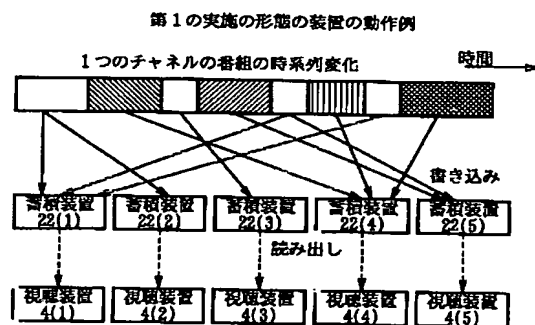 第1の実施の形態の装置の動作例
1つのチャネルの番組の時系列変化
時間
書き込み
蓄積装置 蓄積装置 蓄積装置 蓄積装置 蓄積装置
22(1) 22(2) 22(3) 22(4) 22(5)
読み出し
視聴装置 視聴装置 視聴装置 視聴装置 視聴装置
4(1) 4(2) 4(3) 4(4) 4(5)